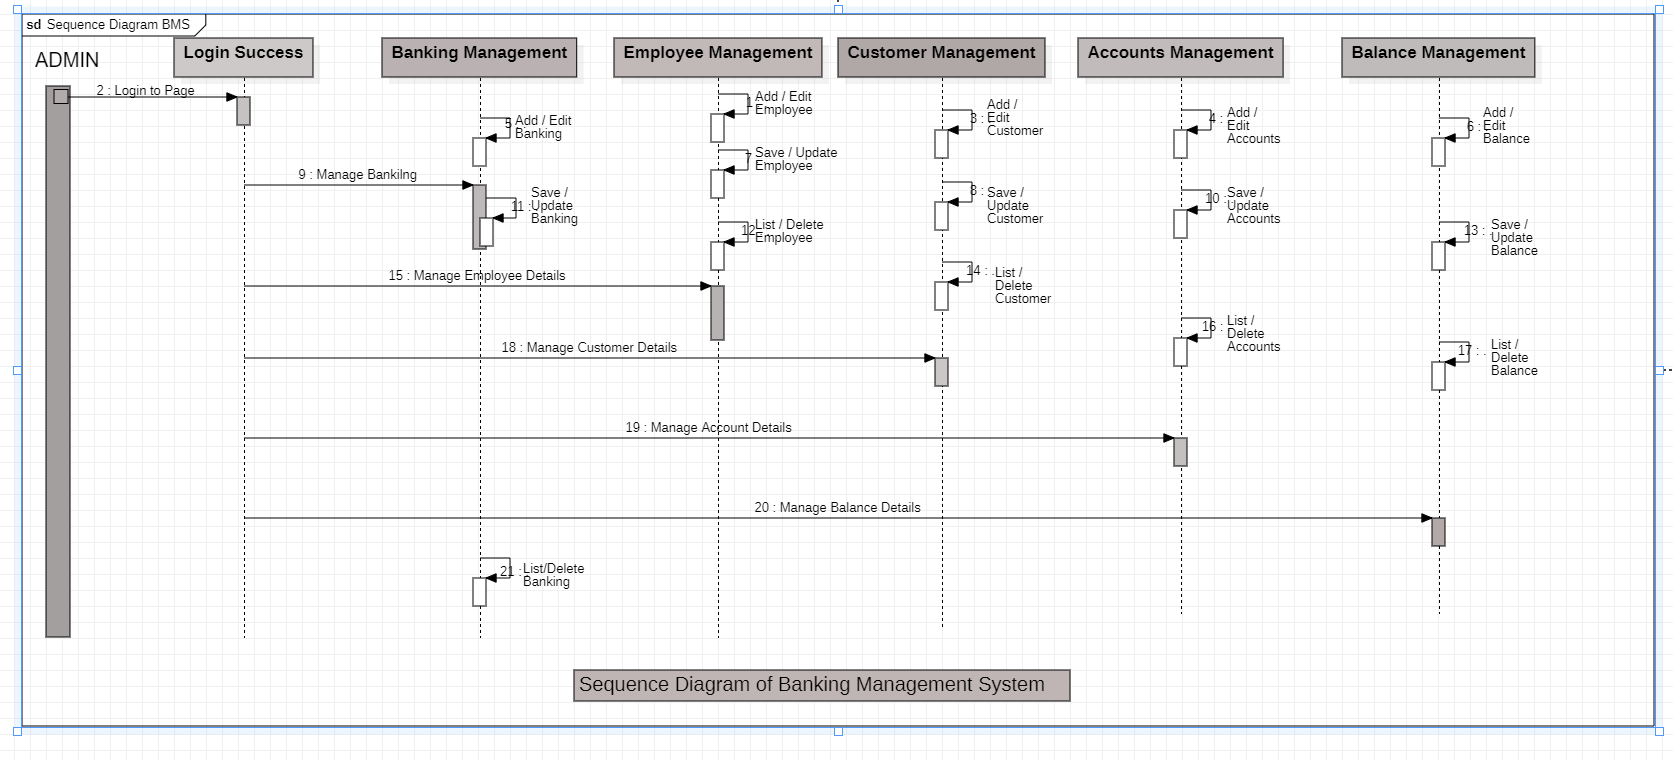 sd Sequence Diagram BMS
ADMIN
Login Success
Banking Management
Employee Management
Customer Management
Accounts Management
Balance Management
2 : Login to Page
5
Add / Edit
Banking
1
Add / Edit
Employee
3 :
Add /
Edit
Customer
4 :
Add /
Edit
Accounts
6 :
Add /
Edit
Balance
7
Save / Update
Employee
9 : Manage Bankilng
11 :
Save /
Update
Banking
8 :
Save /
Update
Customer
10 :
Save /
Update
Accounts
12
List / Delete
Employee
13 :
Save /
Update
Balance
15 : Manage Employee Details
14 :
List /
Delete
Customer
16 :
List /
Delete
Accounts
18 : Manage Customer Details
17 :
List /
Delete
Balance
19 : Manage Account Details
20 : Manage Balance Details
21 :
List/Delete
Banking
Sequence Diagram of Banking Management System